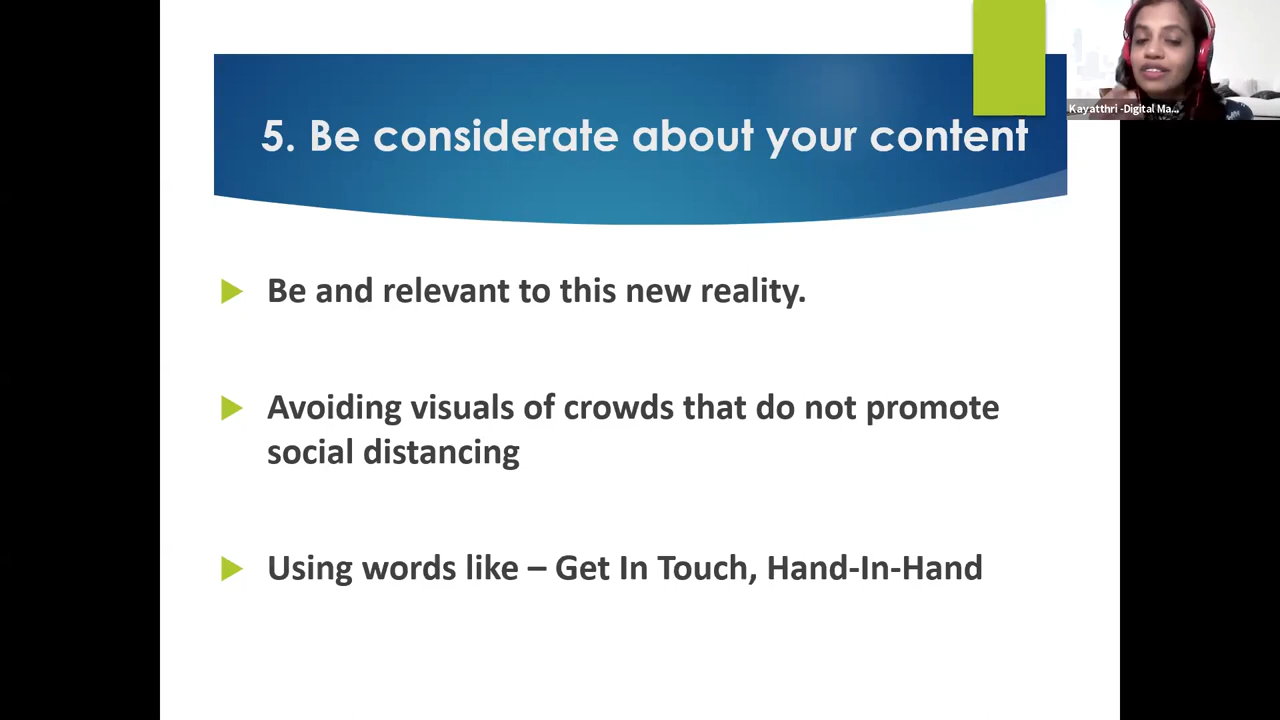 5. Be considerate about your content
Kayatthri -Digital Ma...
Be and relevant to this new reality.
Avoiding visuals of crowds that do not promote
social distancing
Using words like – Get In Touch, Hand-In-Hand